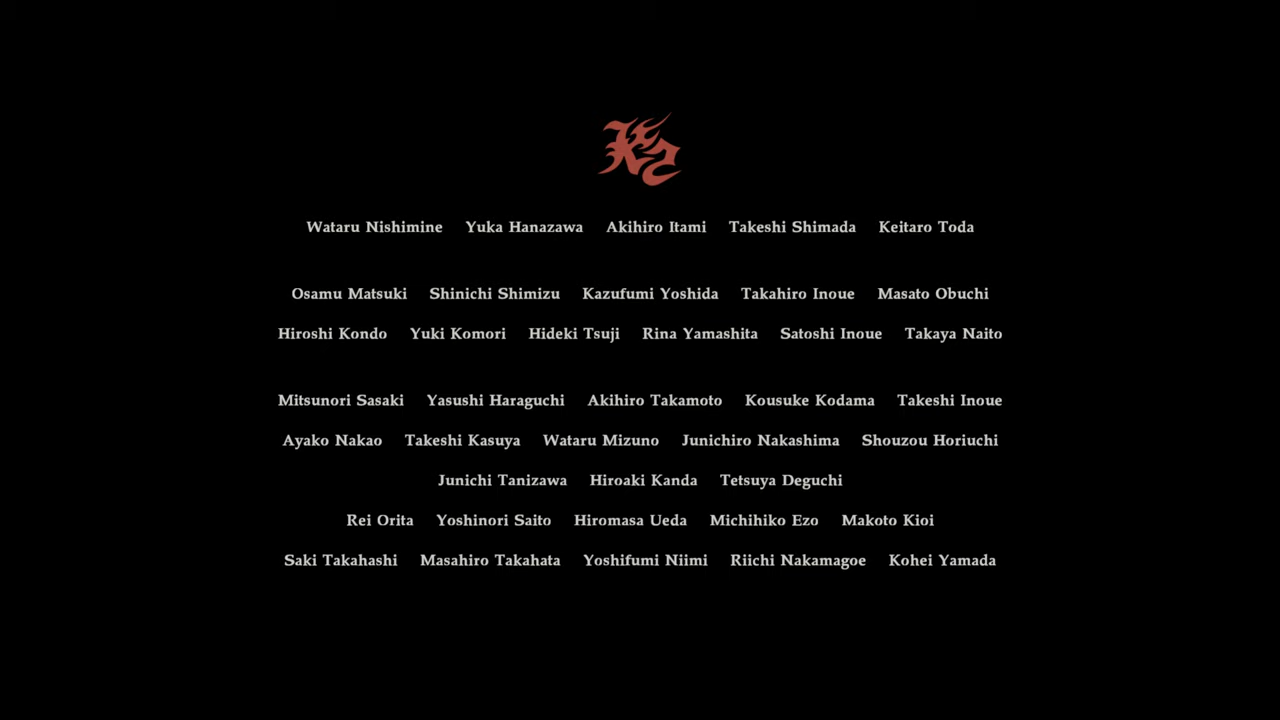 K2
Wataru Nishimine Yuka Hanazawa Akihiro Itami Takeshi Shimada Keitaro Toda
Osamu Matsuki Shinichi Shimizu Kazufumi Yoshida Takahiro Inoue Masato Obuchi
Hiroshi Kondo Yuki Komori Hideki Tsuji Rina Yamashita Satoshi Inoue Takaya Naito
Mitsunori Sasaki Yasushi Haraguchi Akihiro Takamoto Kousuke Kodama Takeshi Inoue
Ayako Nakao Takeshi Kasuya Wataru Mizuno Junichiro Nakashima Shouzou Horiuchi
Junichi Tanizawa Hiroaki Kanda Tetsuya Deguchi
Rei Orita Yoshinori Saito Hiromasa Ueda Michihiko Ezo Makoto Kioi
Saki Takahashi Masahiro Takahata Yoshifumi Niimi Riichi Nakamagoe Kohei Yamada